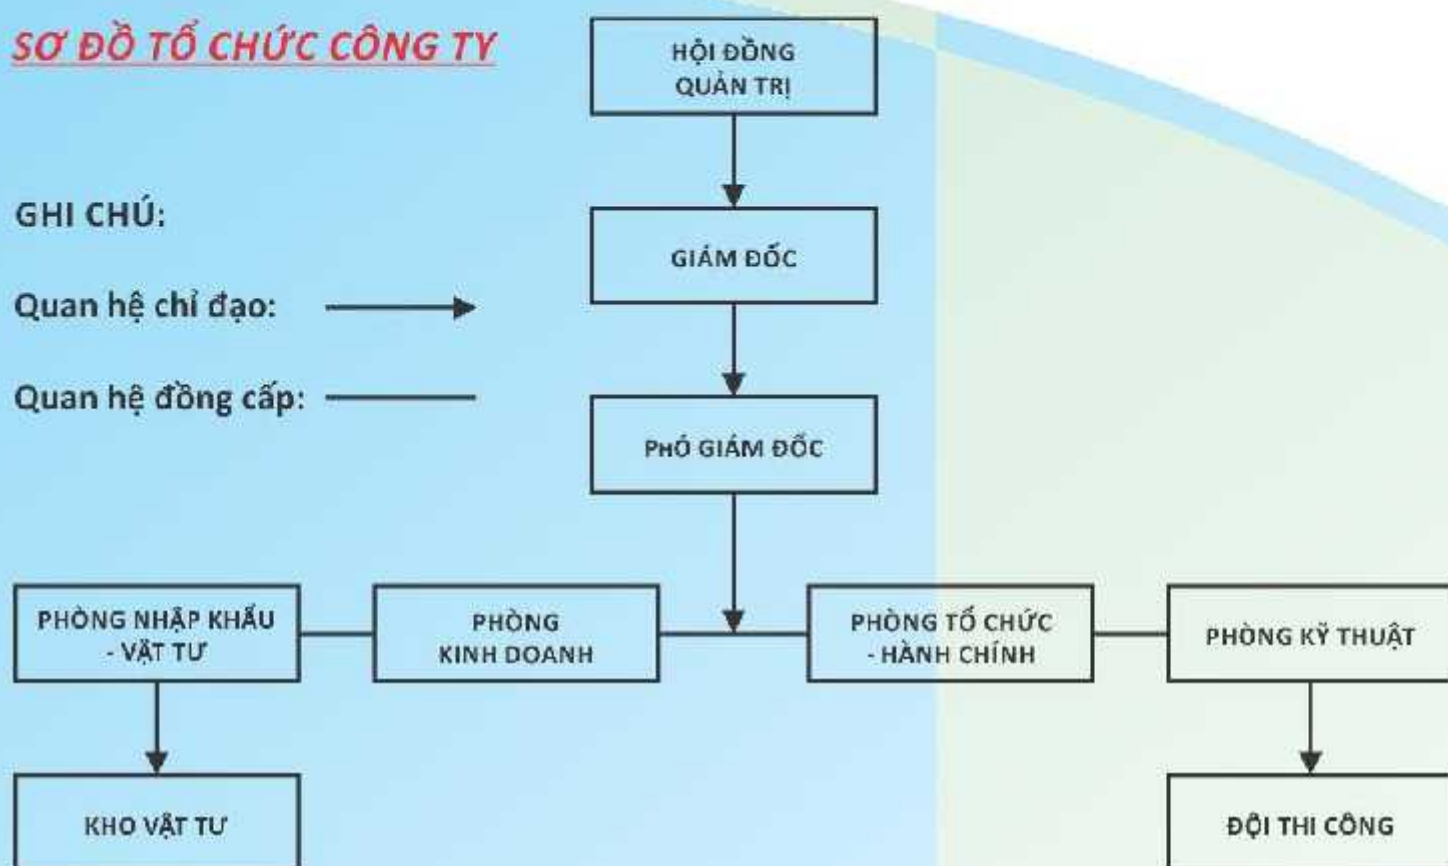 SƠ ĐỒ TỔ CHỨC CÔNG TY
HỘI ĐỒNG
QUẢN TRỊ
GHI CHÚ:
GIÁM ĐỐC
Quan hệ chỉ đạo:
Quan hệ đồng cấp:
PHÓ GIÁM ĐỐC
PHÒNG NHẬP KHẨU
- VẬT TƯ
PHÒNG
KINH DOANH
PHÒNG TỔ CHỨC
- HÀNH CHÍNH
PHÒNG KỸ THUẬT
KHO VẬT TƯ
ĐỘI THI CÔNG